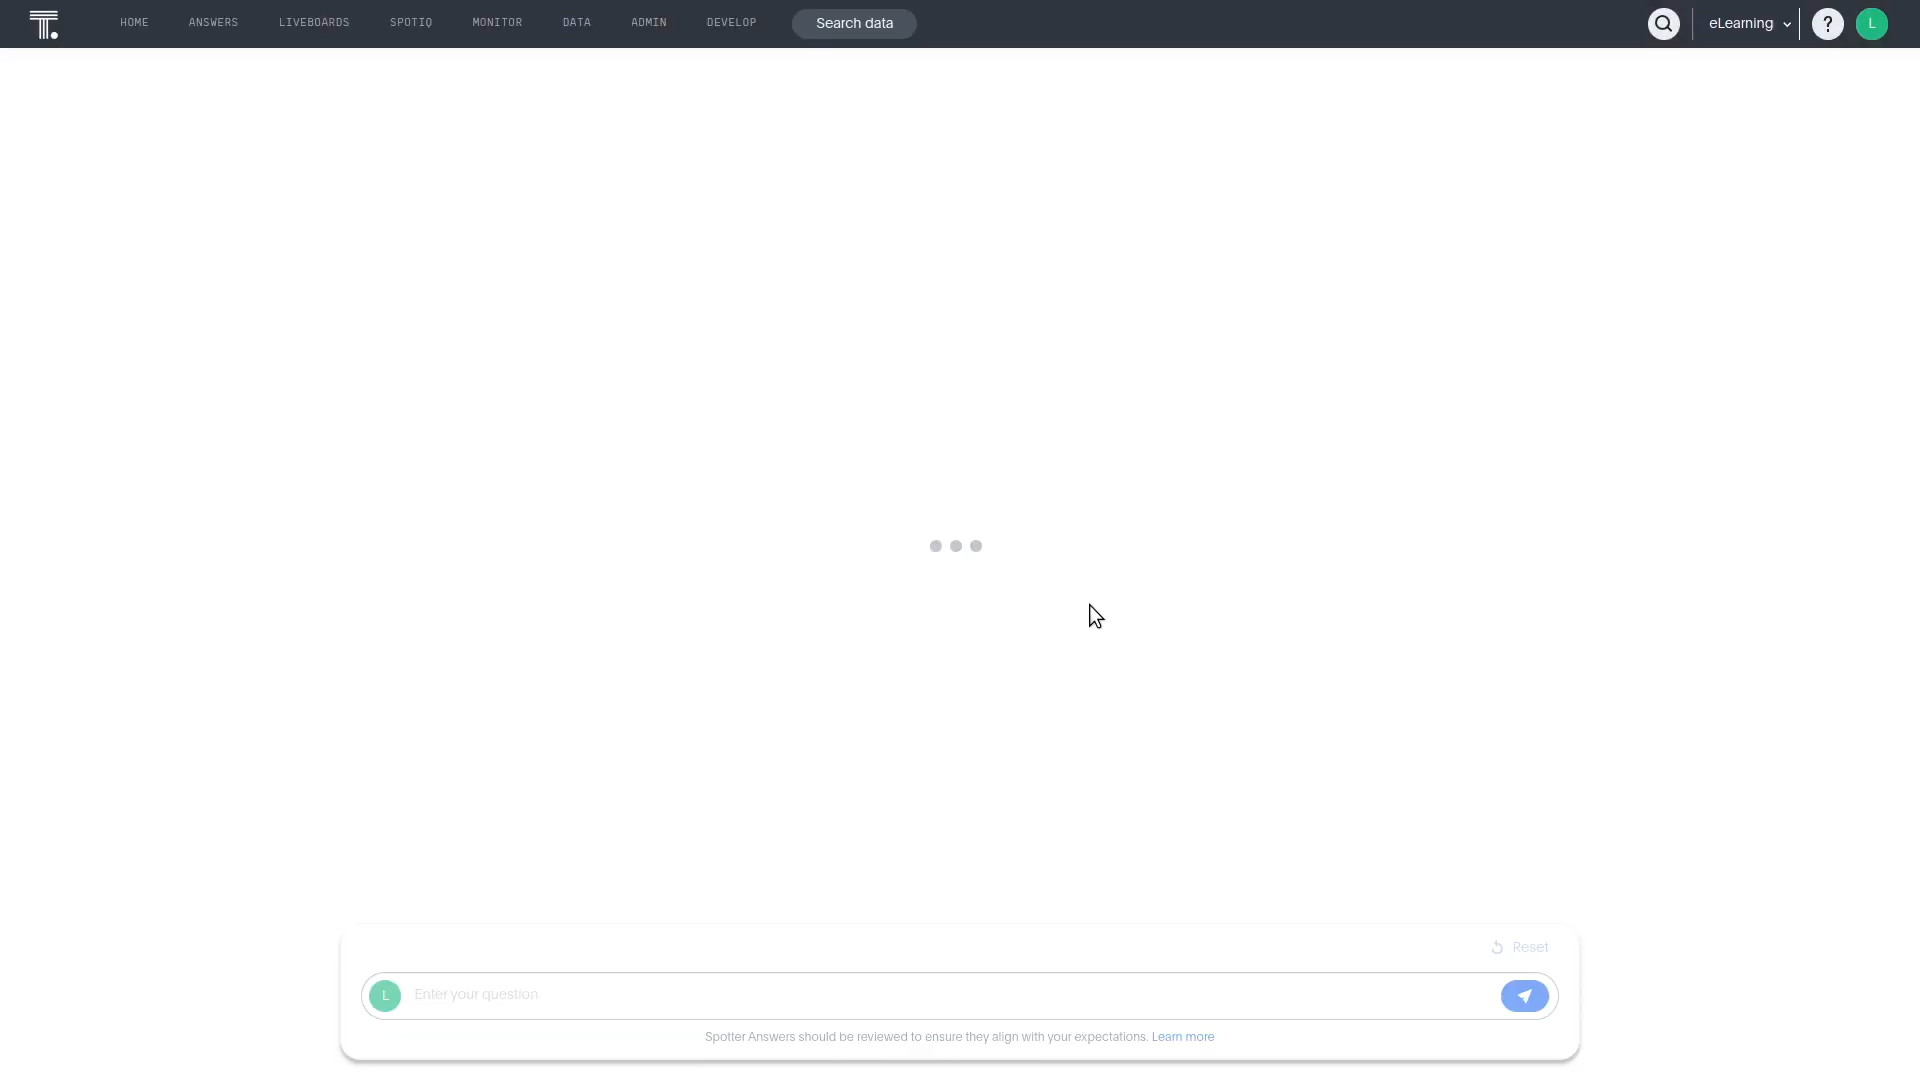 HOME ANSWERS LIVEBOARDS SPOTIQ MONITOR DATA ADMIN DEVELOP Search data eLearning ? L
Reset
L Enter your question
Spotter Answers should be reviewed to ensure they align with your expectations. Learn more